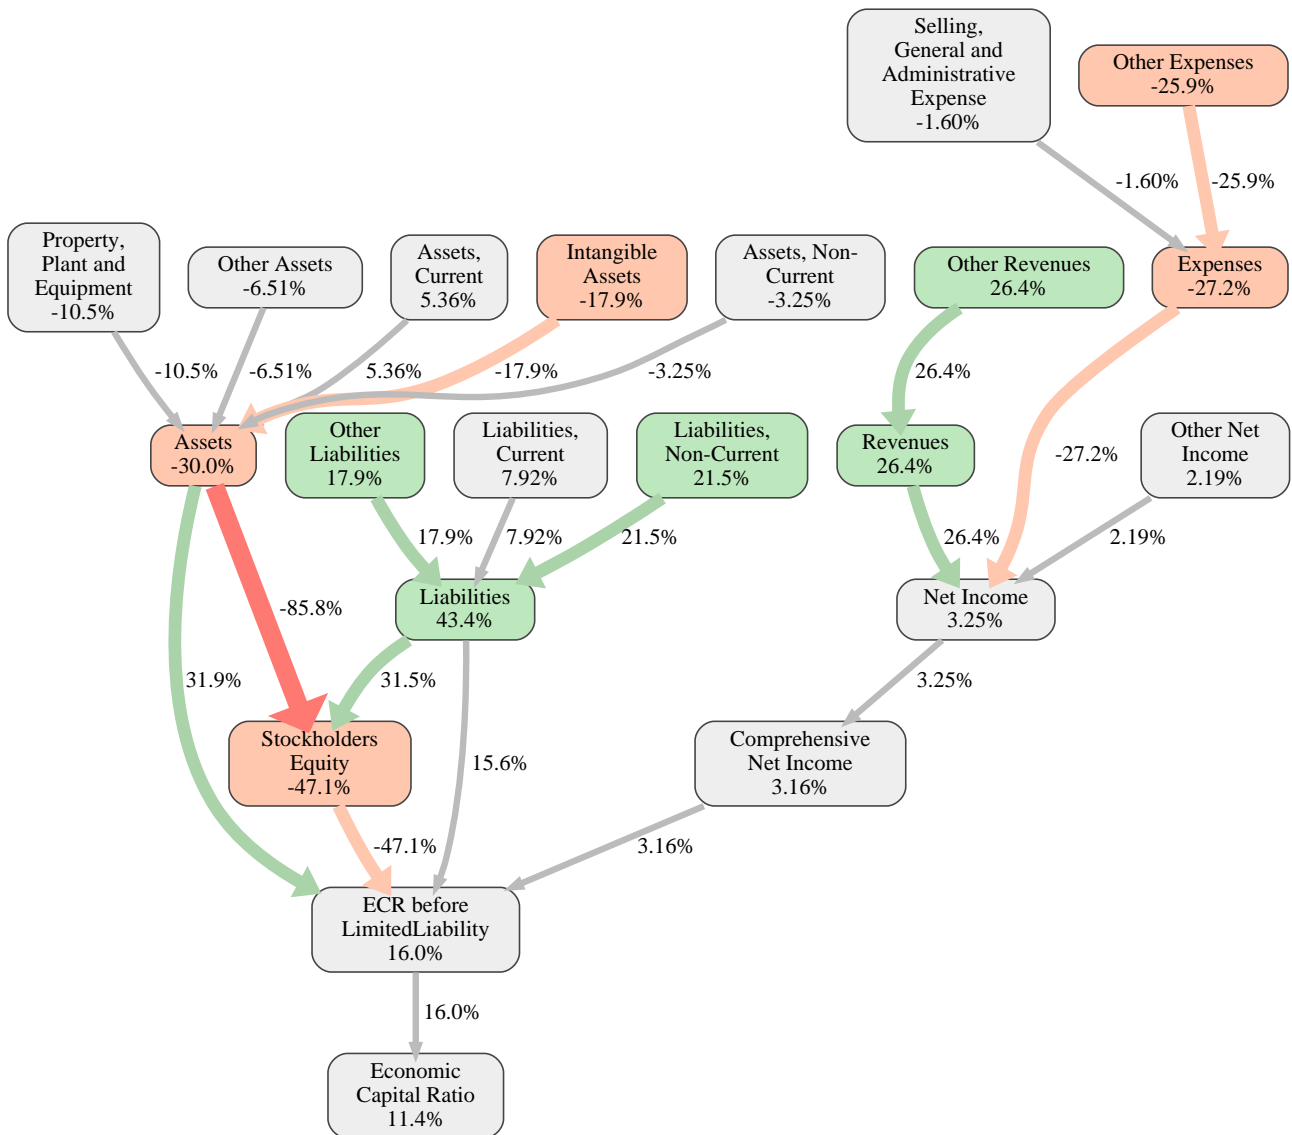 Selling,
General and
Administrative
Expense
-1.60%
Other Expenses
-25.9%
-1.60%
-25.9%
Property,
Plant and
Equipment
-10.5%
Other Assets
-6.51%
Assets,
Current
5.36%
Intangible
Assets
-17.9%
Assets, Non-
Current
-3.25%
Other Revenues
26.4%
Expenses
-27.2%
-10.5%
-6.51%
5.36%
-17.9%
-3.25%
26.4%
-27.2%
Assets
-30.0%
Other
Liabilities
17.9%
Liabilities,
Current
7.92%
Liabilities,
Non-Current
21.5%
Revenues
26.4%
Other Net
Income
2.19%
17.9%
7.92%
21.5%
26.4%
2.19%
-85.8%
Liabilities
43.4%
Net Income
3.25%
31.9%
31.5%
3.25%
Stockholders
Equity
-47.1%
15.6%
Comprehensive
Net Income
3.16%
-47.1%
3.16%
ECR before
LimitedLiability
16.0%
16.0%
Economic
Capital Ratio
11.4%